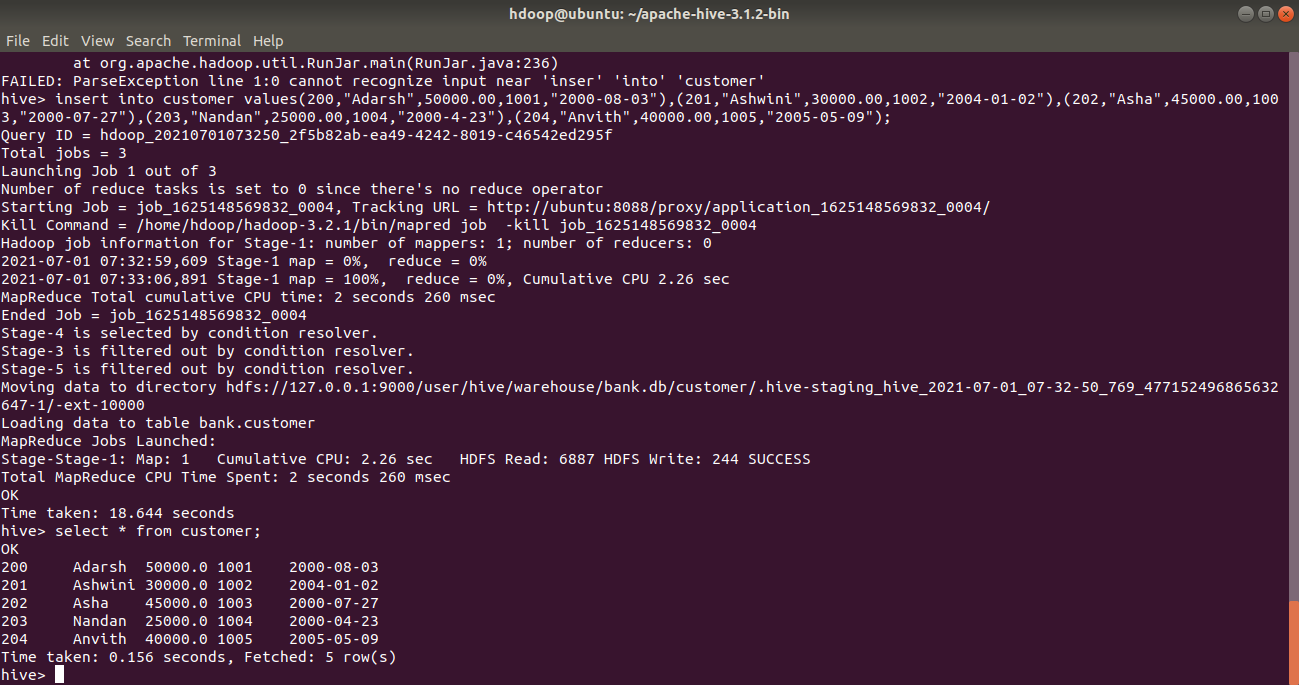 hdoop@ubuntu: ~/apache-hive-3.1.2-bin
File Edit View Search Terminal Help
        at org.apache.hadoop.util.RunJar.main(RunJar.java:236)
FAILED: ParseException line 1:0 cannot recognize input near 'inser' 'into' 'customer'
hive> insert into customer values(200,"Adarsh",50000.00,1001,"2000-08-03"),(201,"Ashwini",30000.00,1002,"2004-01-02"),(202,"Asha",45000.00,100
3,"2000-07-27"),(203,"Nandan",25000.00,1004,"2000-4-23"),(204,"Anvith",40000.00,1005,"2005-05-09");
Query ID = hdoop_20210701073250_2f5b82ab-ea49-4242-8019-c46542ed295f
Total jobs = 3
Launching Job 1 out of 3
Number of reduce tasks is set to 0 since there's no reduce operator
Starting Job = job_1625148569832_0004, Tracking URL = http://ubuntu:8088/proxy/application_1625148569832_0004/
Kill Command = /home/hdoop/hadoop-3.2.1/bin/mapred job  -kill job_1625148569832_0004
Hadoop job information for Stage-1: number of mappers: 1; number of reducers: 0
2021-07-01 07:32:59,609 Stage-1 map = 0%,  reduce = 0%
2021-07-01 07:33:06,891 Stage-1 map = 100%,  reduce = 0%, Cumulative CPU 2.26 sec
MapReduce Total cumulative CPU time: 2 seconds 260 msec
Ended Job = job_1625148569832_0004
Stage-4 is selected by condition resolver.
Stage-3 is filtered out by condition resolver.
Stage-5 is filtered out by condition resolver.
Moving data to directory hdfs://127.0.0.1:9000/user/hive/warehouse/bank.db/customer/.hive-staging_hive_2021-07-01_07-32-50_769_477152496865632
647-1/-ext-10000
Loading data to table bank.customer
MapReduce Jobs Launched:
Stage-Stage-1: Map: 1   Cumulative CPU: 2.26 sec   HDFS Read: 6887 HDFS Write: 244 SUCCESS
Total MapReduce CPU Time Spent: 2 seconds 260 msec
OK
Time taken: 18.644 seconds
hive> select * from customer;
OK
200     Adarsh  50000.0 1001    2000-08-03
201     Ashwini 30000.0 1002    2004-01-02
202     Asha    45000.0 1003    2000-07-27
203     Nandan  25000.0 1004    2000-04-23
204     Anvith  40000.0 1005    2005-05-09
Time taken: 0.156 seconds, Fetched: 5 row(s)
hive>